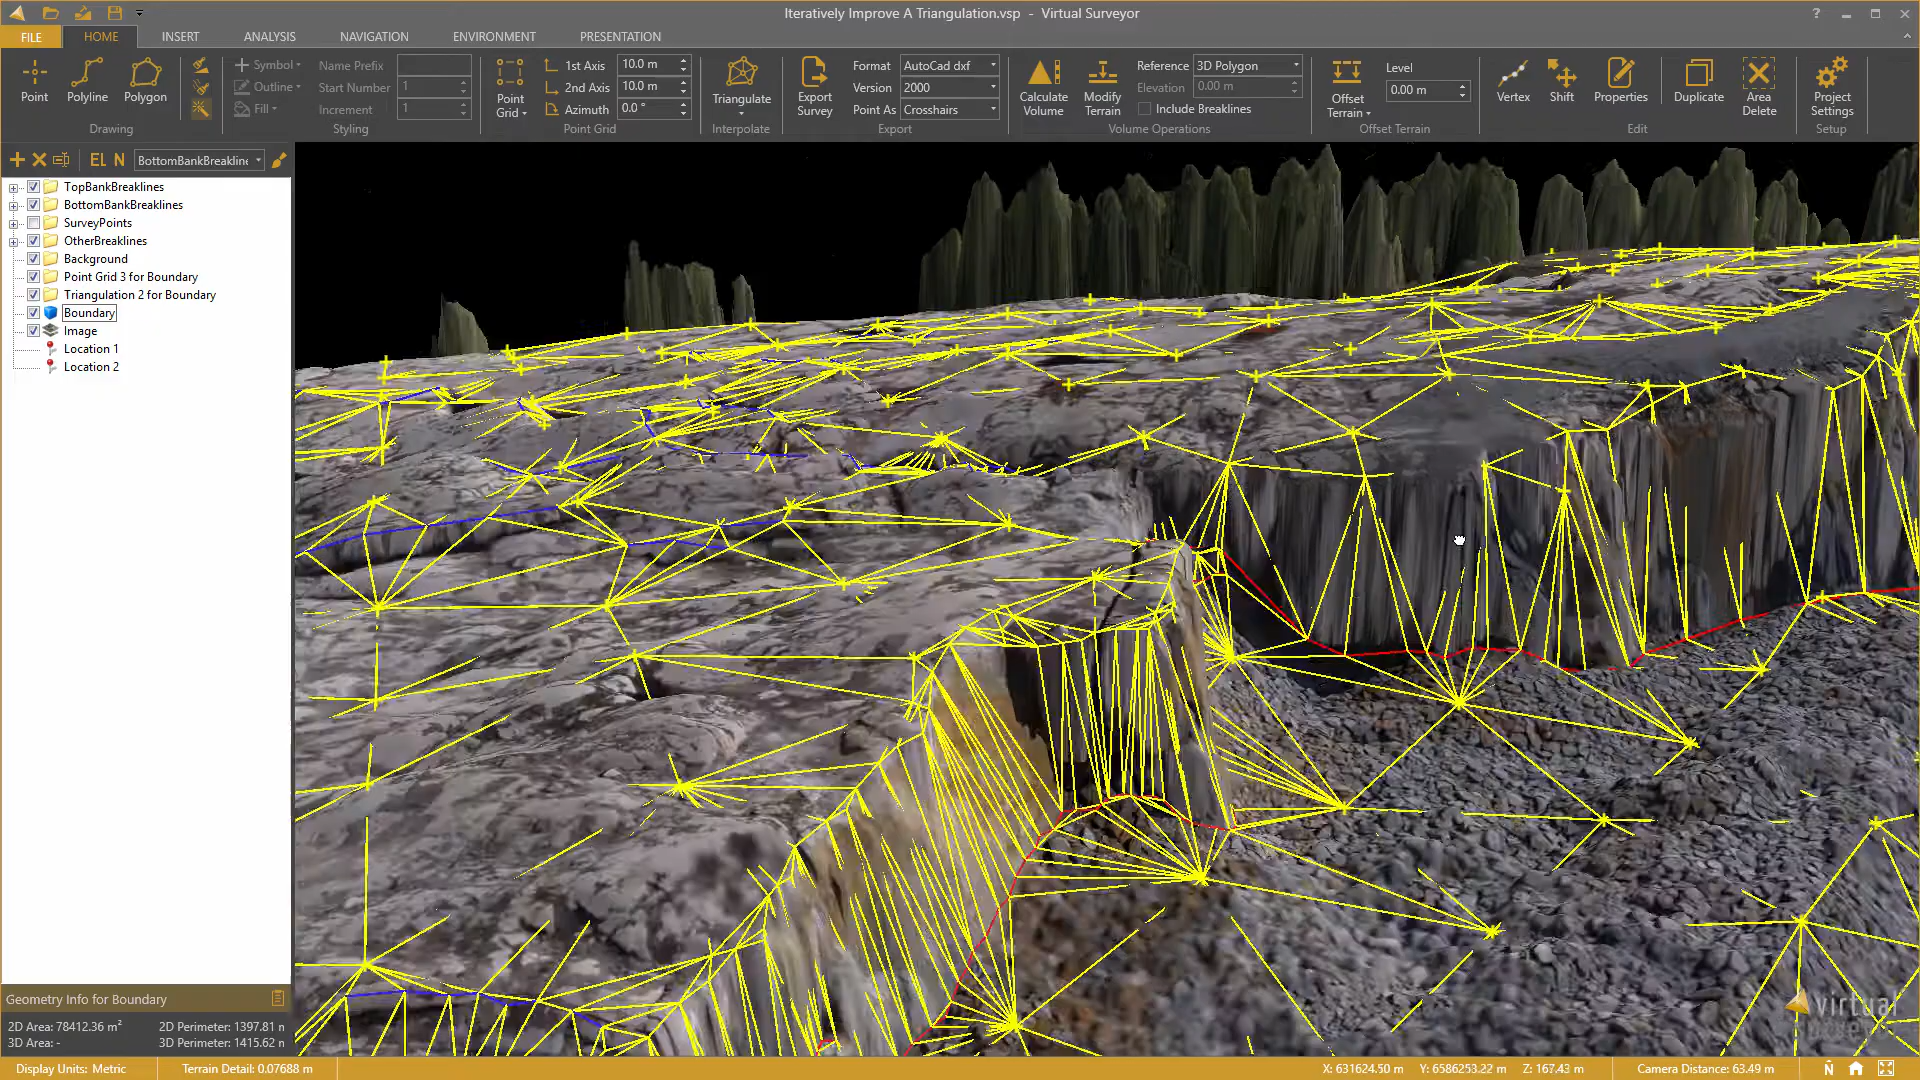 Iteratively Improve A Triangulation.vsp - Virtual Surveyor
?
FILE HOME INSERT ANALYSIS NAVIGATION ENVIRONMENT PRESENTATION
Point Polyline Polygon
Drawing
Symbol Name Prefix
Outline Start Number 1
Fill Increment 1
Styling
Point Grid
1st Axis 10.0 m
2nd Axis 10.0 m
Azimuth 0.0 °
Point Grid
Triangulate
Interpolate
Export Survey
Format AutoCad dxf
Version 2000
Point As Crosshairs
Export
Calculate Volume
Modify Terrain
Reference 3D Polygon
Elevation 0.00 m
Include Breaklines
Volume Operations
Offset Terrain
Level
0.00 m
Offset Terrain
Vertex Shift Properties Duplicate Area Delete
Edit
Project Settings
Setup
EL N BottomBankBreakline
TopBankBreaklines
BottomBankBreaklines
SurveyPoints
OtherBreaklines
Background
Point Grid 3 for Boundary
Triangulation 2 for Boundary
Boundary
Image
Location 1
Location 2
Geometry Info for Boundary
2D Area: 78412.36 m² 2D Perimeter: 1397.81 n
3D Area: - 3D Perimeter: 1415.62 n
virtual
Display Units: Metric Terrain Detail: 0.07688 m X: 631624.50 m Y: 6586253.22 m Z: 167.43 m Camera Distance: 63.49 m N